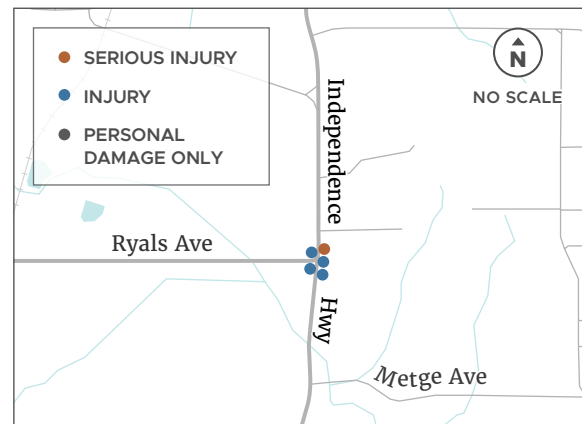 SERIOUS INJURY
INJURY
PERSONAL
DAMAGE ONLY
N
NO SCALE
Independence
Hwy
Ryals Ave
Metge Ave